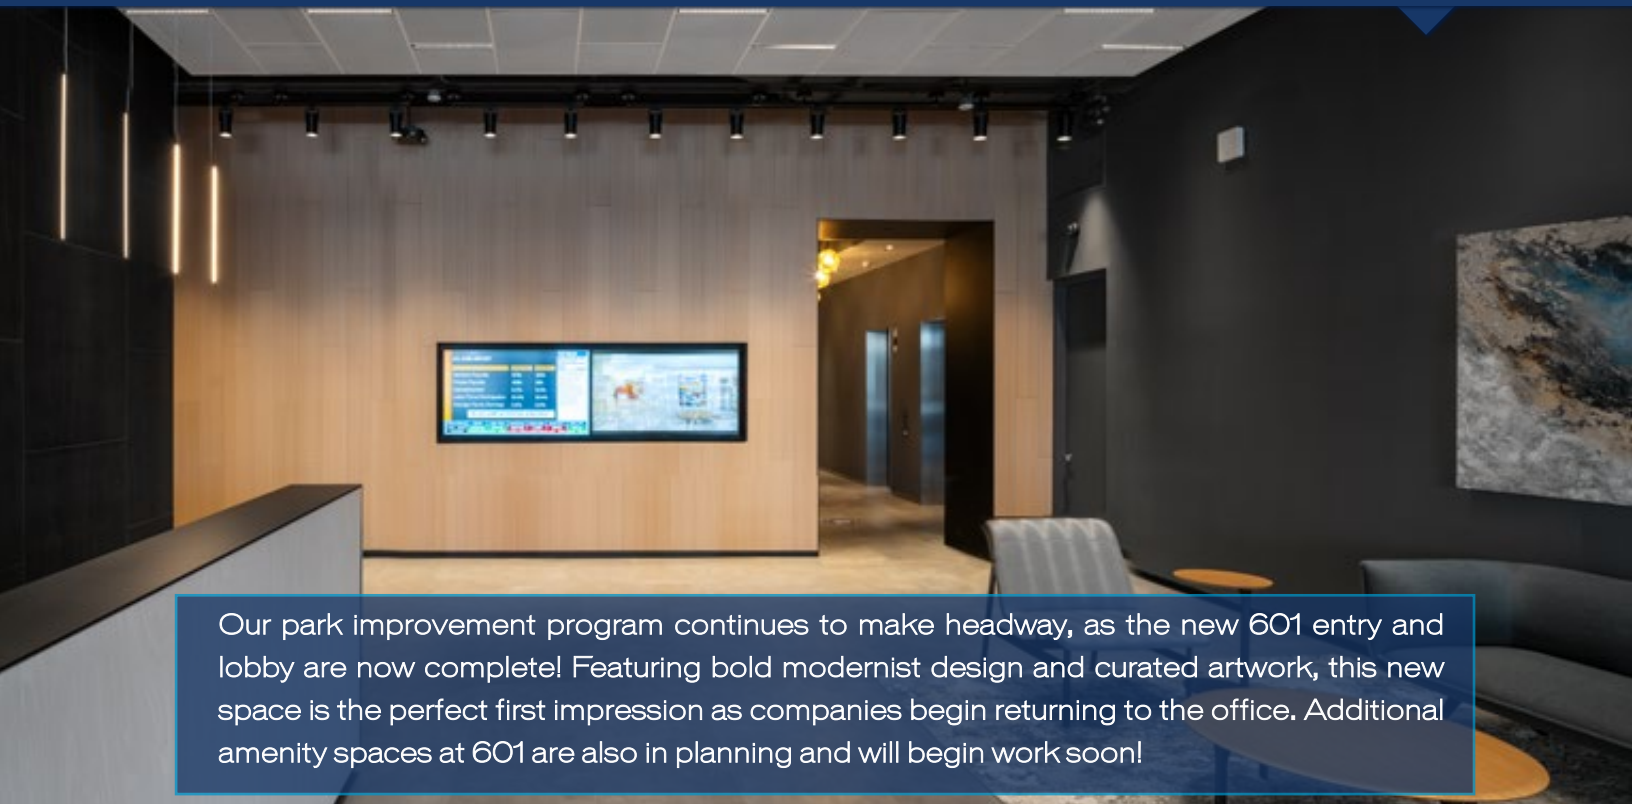 Our park improvement program continues to make headway, as the new 601 entry and
lobby are now complete! Featuring bold modernist design and curated artwork, this new
space is the perfect first impression as companies begin returning to the office. Additional
amenity spaces at 601 are also in planning and will begin work soon!